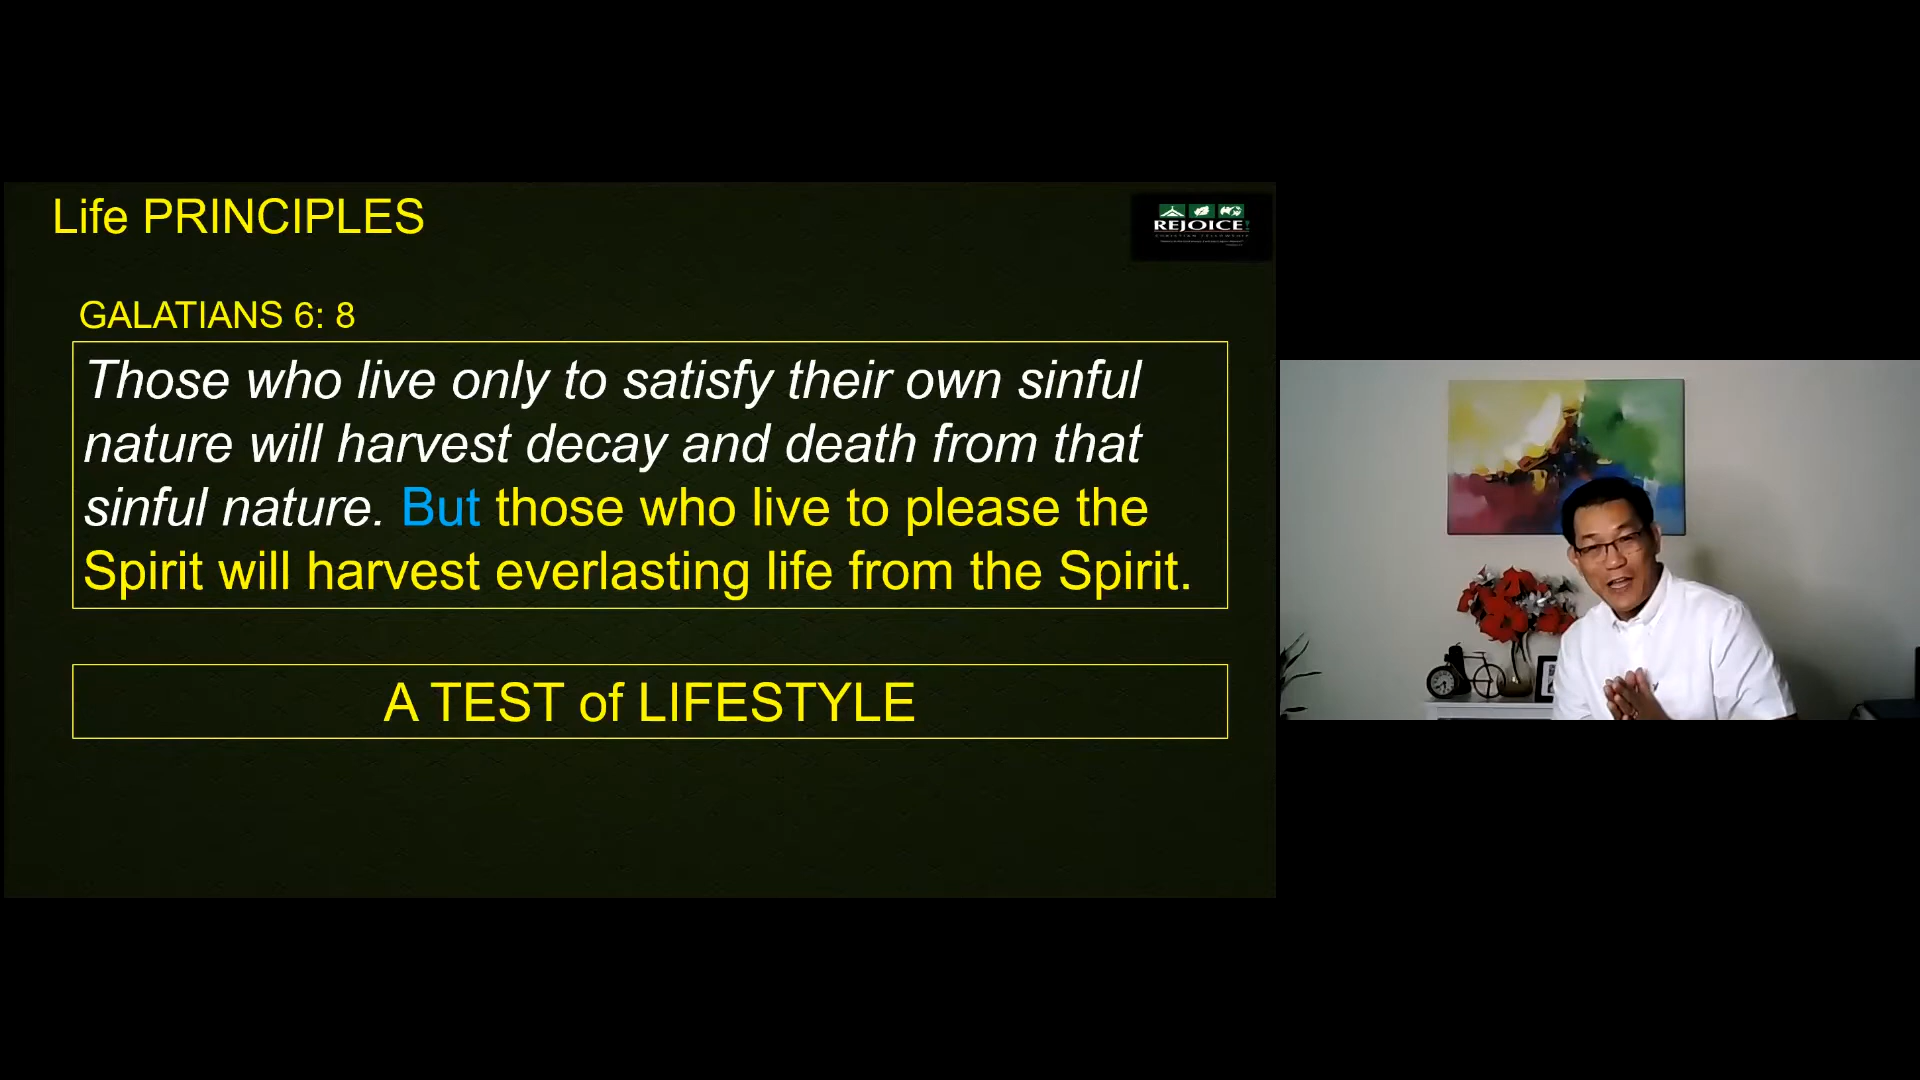 Life PRINCIPLES
REJOICE
GALATIANS 6: 8
Those who live only to satisfy their own sinful
nature will harvest decay and death from that
sinful nature. But those who live to please the
Spirit will harvest everlasting life from the Spirit.
A TEST of LIFESTYLE